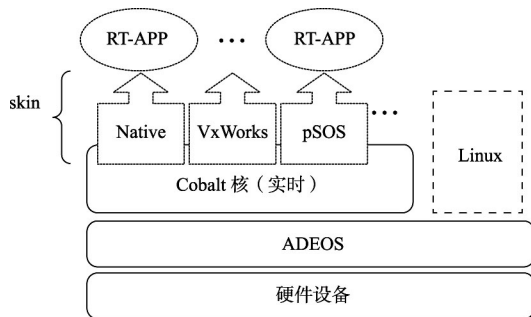 RT-APP ... RT-APP
skin
Native VxWorks pSOS ...
Linux
Cobalt 核（实时）
ADEOS
硬件设备